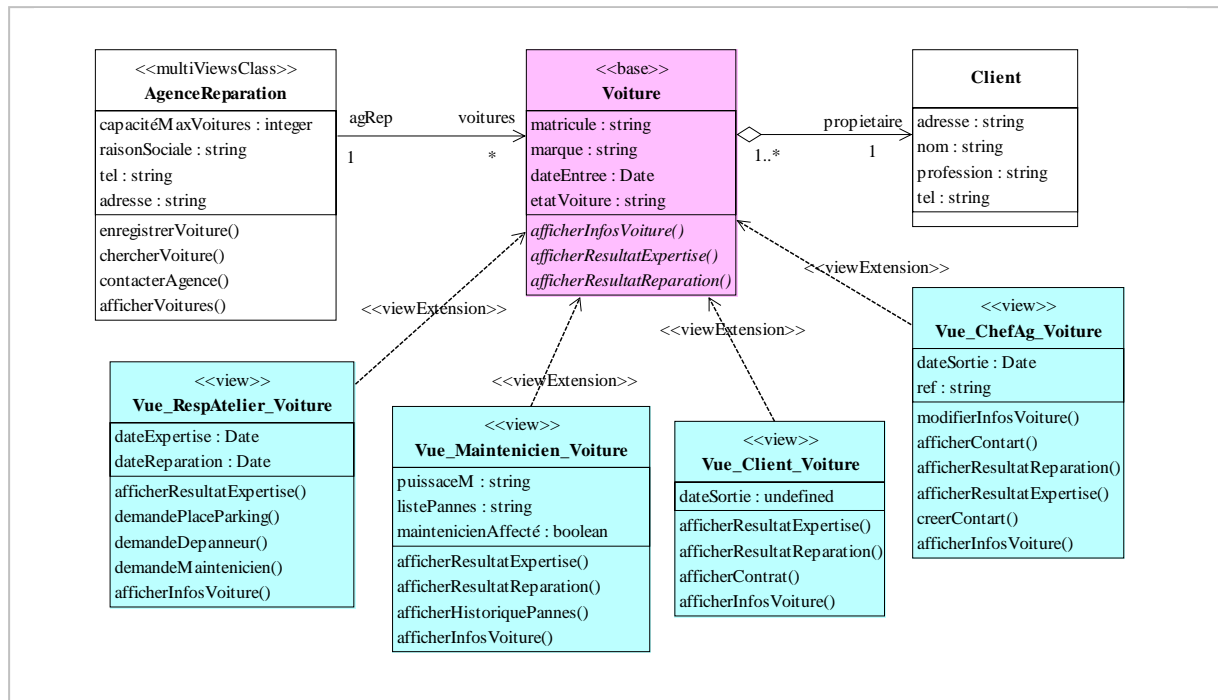 <<multiViewsClass>>
AgenceReparation
capacitéMaxVoitures : integer
raisonSociale : string
tel : string
adresse : string
enregistrerVoiture()
chercherVoiture()
contacterAgence()
afficherVoitures()
agRep
1
voitures
*
<<base>>
Voiture
matricule : string
marque : string
dateEntree : Date
etatVoiture : string
afficherInfosVoiture()
afficherResultatExpertise()
afficherResultatReparation()
1..*
propietaire
1
Client
adresse : string
nom : string
profession : string
tel : string
<<viewExtension>>
<<viewExtension>>
<<viewExtension>>
<<viewExtension>>
<<view>>
Vue_RespAtelier_Voiture
dateExpertise : Date
dateReparation : Date
afficherResultatExpertise()
demandePlaceParking()
demandeDepanneur()
demandeMaintenicien()
afficherInfosVoiture()
<<view>>
Vue_Maintenicien_Voiture
puissaceM : string
listePannes : string
maintenicienAffecté : boolean
afficherResultatExpertise()
afficherResultatReparation()
afficherHistoriquePannes()
afficherInfosVoiture()
<<view>>
Vue_Client_Voiture
dateSortie : undefined
afficherResultatExpertise()
afficherResultatReparation()
afficherContrat()
afficherInfosVoiture()
<<view>>
Vue_ChefAg_Voiture
dateSortie : Date
ref : string
modifierInfosVoiture()
afficherContart()
afficherResultatReparation()
afficherResultatExpertise()
creerContart()
afficherInfosVoiture()